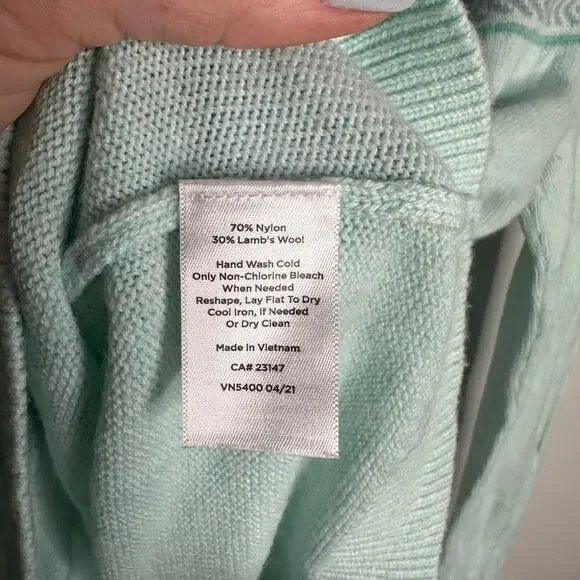 70% Nylon
30% Lamb's Wool
Hand Wash Cold
Only Non-Chlorine Bleach
When Needed
Reshape, Lay Flat To Dry
Cool Iron, If Needed
Or Dry Clean
Made in Vietnam
CA# 23147
VN5400 04/21